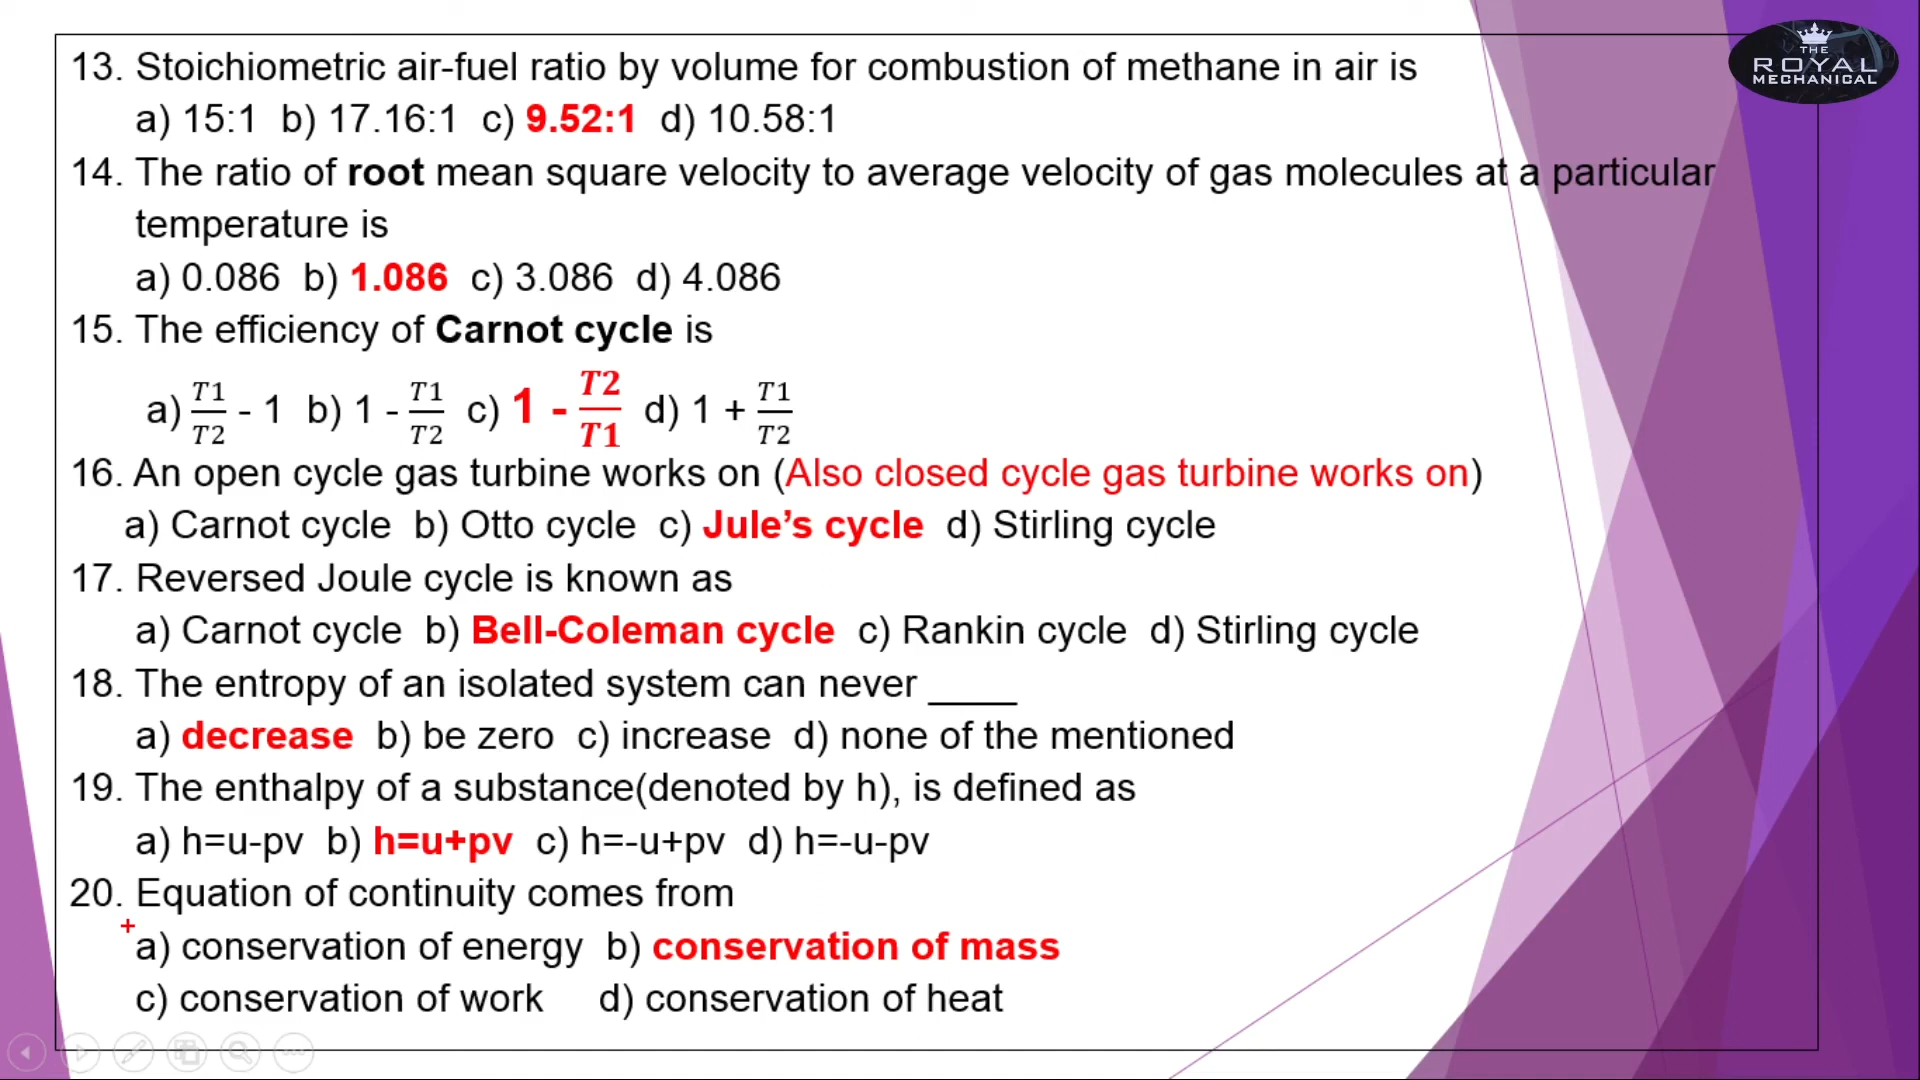 THE
ROYAL
MECHANICAL
13. Stoichiometric air-fuel ratio by volume for combustion of methane in air is
a) 15:1 b) 17.16:1 c) 9.52:1 d) 10.58:1
14. The ratio of root mean square velocity to average velocity of gas molecules at a particular
temperature is
a) 0.086 b) 1.086 c) 3.086 d) 4.086
15. The efficiency of Carnot cycle is
a) T1/T2 - 1 b) 1 - T1/T2 c) 1 - T2/T1 d) 1 + T1/T2
16. An open cycle gas turbine works on (Also closed cycle gas turbine works on)
a) Carnot cycle b) Otto cycle c) Jule’s cycle d) Stirling cycle
17. Reversed Joule cycle is known as
a) Carnot cycle b) Bell-Coleman cycle c) Rankin cycle d) Stirling cycle
18. The entropy of an isolated system can never ____
a) decrease b) be zero c) increase d) none of the mentioned
19. The enthalpy of a substance(denoted by h), is defined as
a) h=u-pv b) h=u+pv c) h=-u+pv d) h=-u-pv
20. Equation of continuity comes from
a) conservation of energy b) conservation of mass
c) conservation of work d) conservation of heat